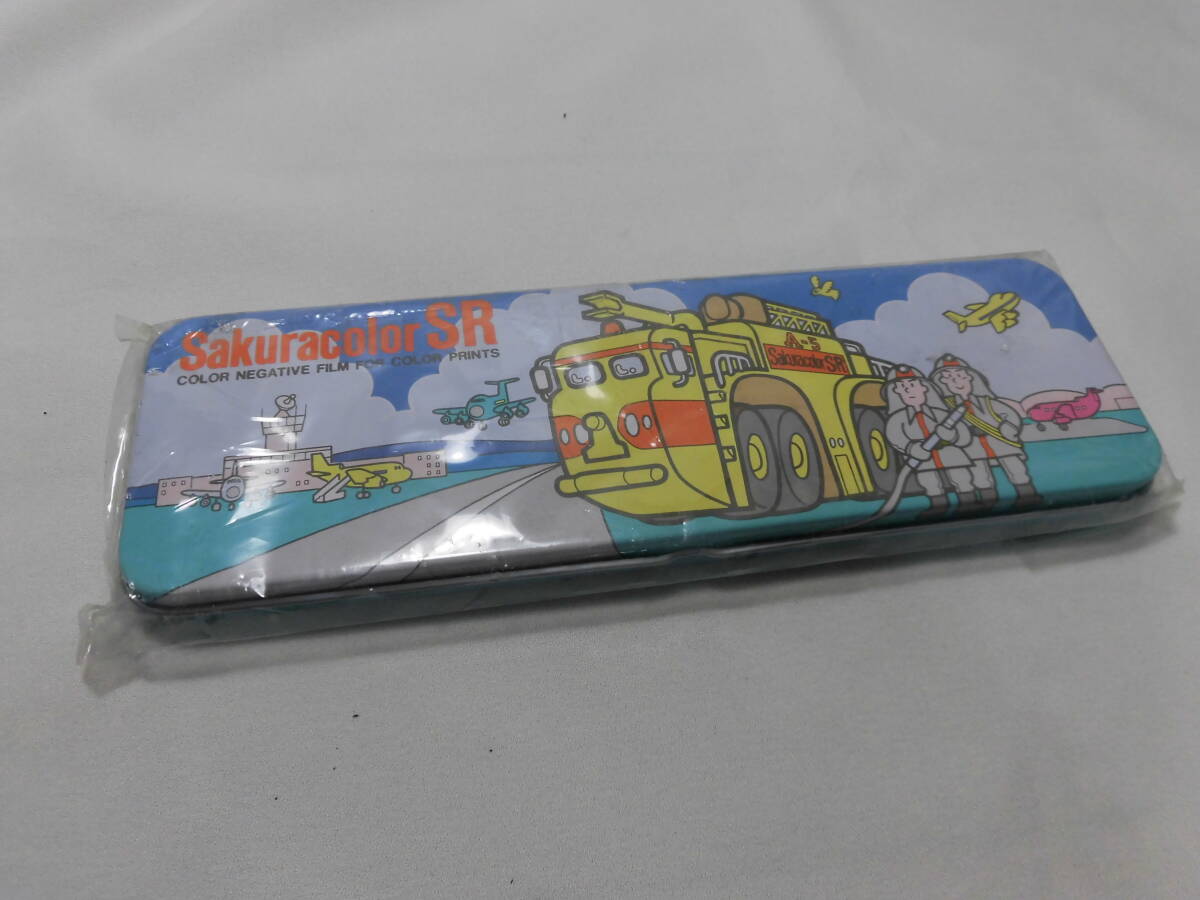 Sakuracolor SR
COLOR NEGATIVE FILM FOR COLOR PRINTS
A-5
Sakuracolor SR